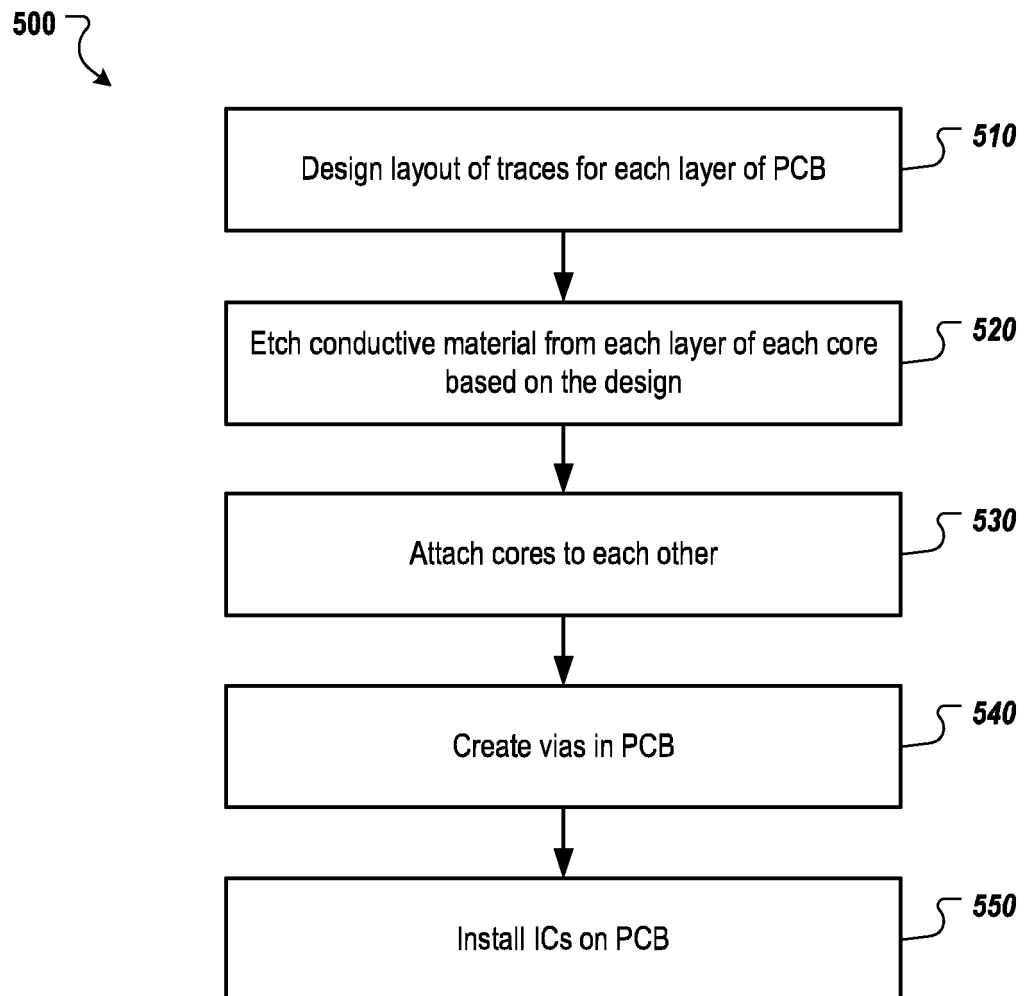 500
Design layout of traces for each layer of PCB
510
Etch conductive material from each layer of each core
based on the design
520
Attach cores to each other
530
Create vias in PCB
540
Install ICs on PCB
550